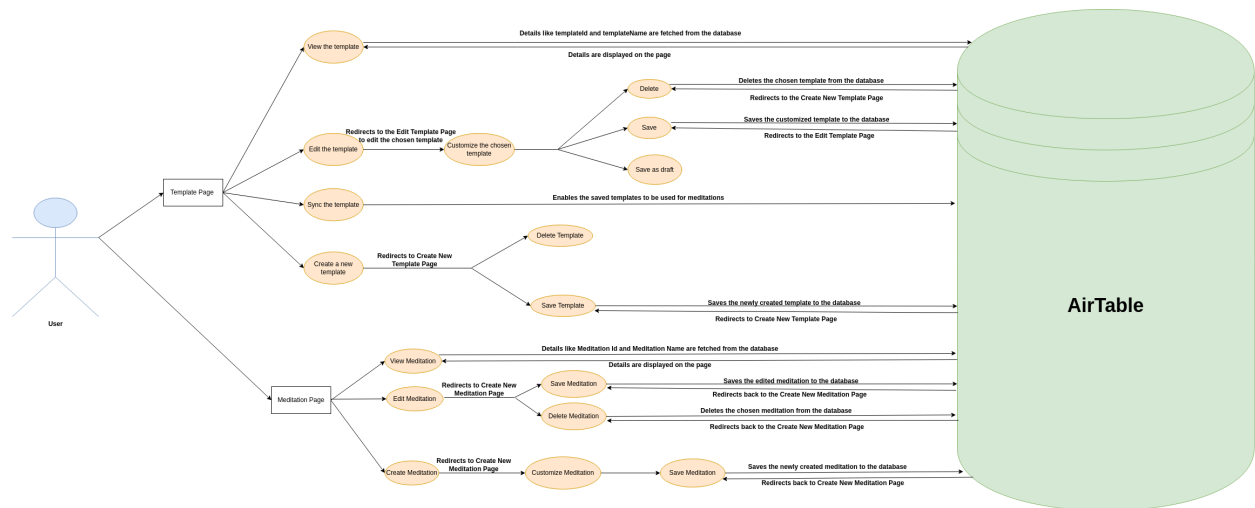 Details like templateId and templateName are fetched from the database
View the template
Details are displayed on the page
Deletes the chosen template from the database
Delete
Redirects to the Create New Template Page
Saves the customized template to the database
Save
Redirects to the Edit Template Page
Redirects to the Edit Template Page
to edit the chosen template
Edit the template
Customize the chosen
template
Save as draft
Template Page
Enables the saved templates to be used for meditations
Sync the template
Delete Template
Redirects to Create New
Template Page
Create a new
template
Saves the newly created template to the database
Save Template
Redirects to Create New Template Page
AirTable
User
Details like Meditation Id and Meditation Name are fetched from the database
View Meditation
Details are displayed on the page
Saves the edited meditation to the database
Save Meditation
Redirects to Create New
Meditation Page
Redirects back to the Create New Meditation Page
Edit Meditation
Meditation Page
Deletes the chosen meditation from the database
Delete Meditation
Redirects back to the Create New Meditation Page
Redirects to Create New
Meditation Page
Create Meditation
Customize Meditation
Save Meditation
Saves the newly created meditation to the database
Redirects back to Create New Meditation Page